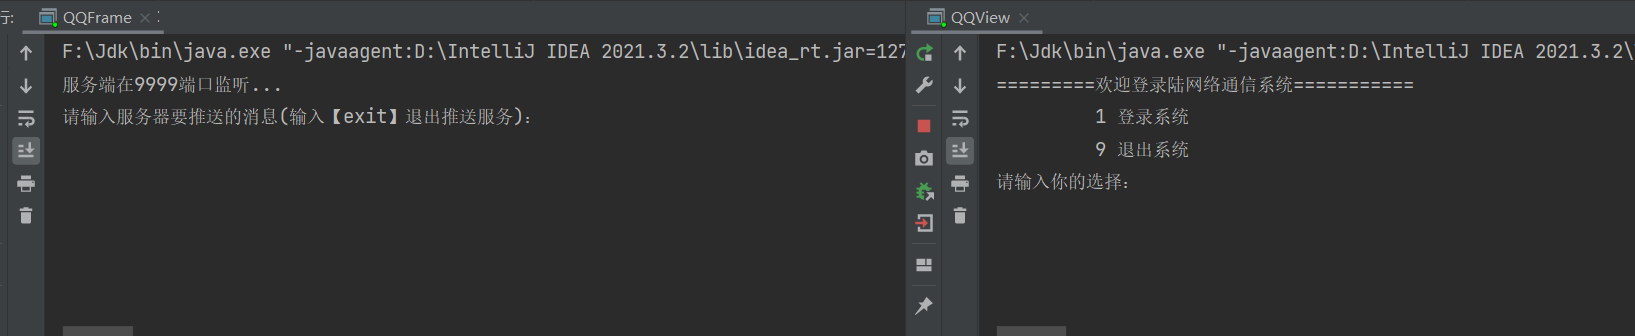 行:
QQFrame
F:\Jdk\bin\java.exe "-javaagent:D:\IntelliJ IDEA 2021.3.2\lib\idea_rt.jar=127
服务端在9999端口监听...
请输入服务器要推送的消息(输入【exit】退出推送服务):
QQView
F:\Jdk\bin\java.exe "-javaagent:D:\IntelliJ IDEA 2021.3.2\
=========欢迎登录陆网络通信系统===========
1 登录系统
9 退出系统
请输入你的选择: